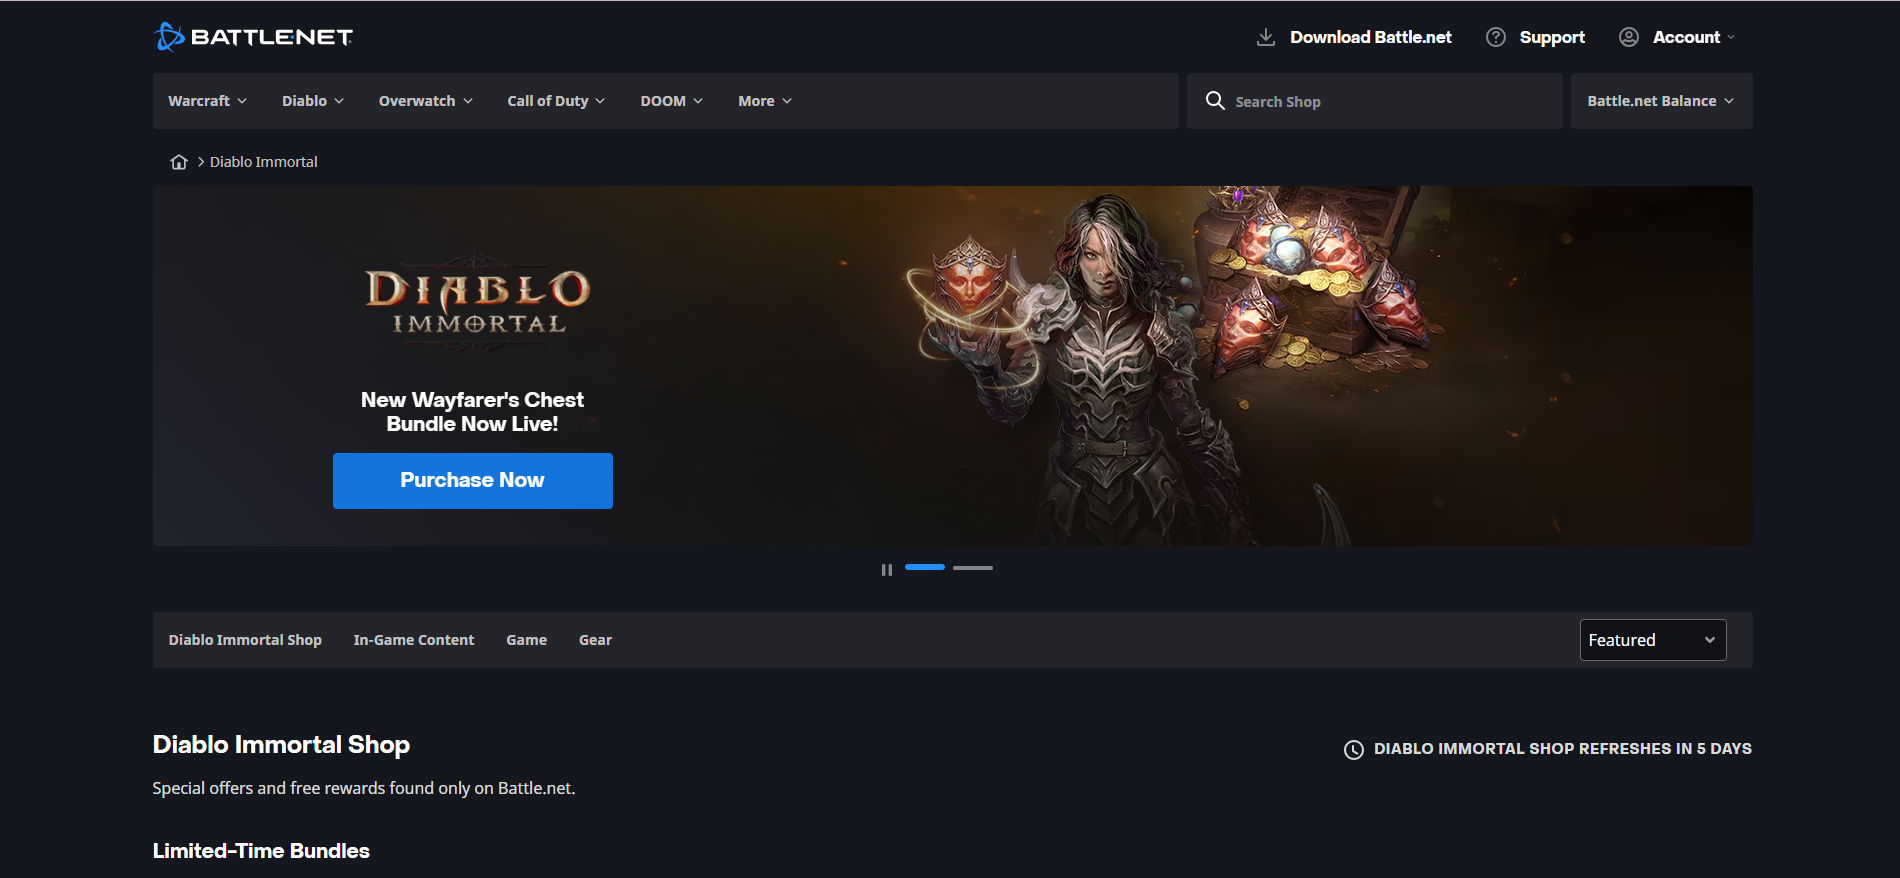 BATTLE.NET
Download Battle.net
Support
Account
Warcraft
Diablo
Overwatch
Call of Duty
DOOM
More
Search Shop
Battle.net Balance
Diablo Immortal
DIABLO
IMMORTAL
New Wayfarer's Chest
Bundle Now Live!
Purchase Now
Diablo Immortal Shop
In-Game Content
Game
Gear
Featured
Diablo Immortal Shop
DIABLO IMMORTAL SHOP REFRESHES IN 5 DAYS
Special offers and free rewards found only on Battle.net.
Limited-Time Bundles